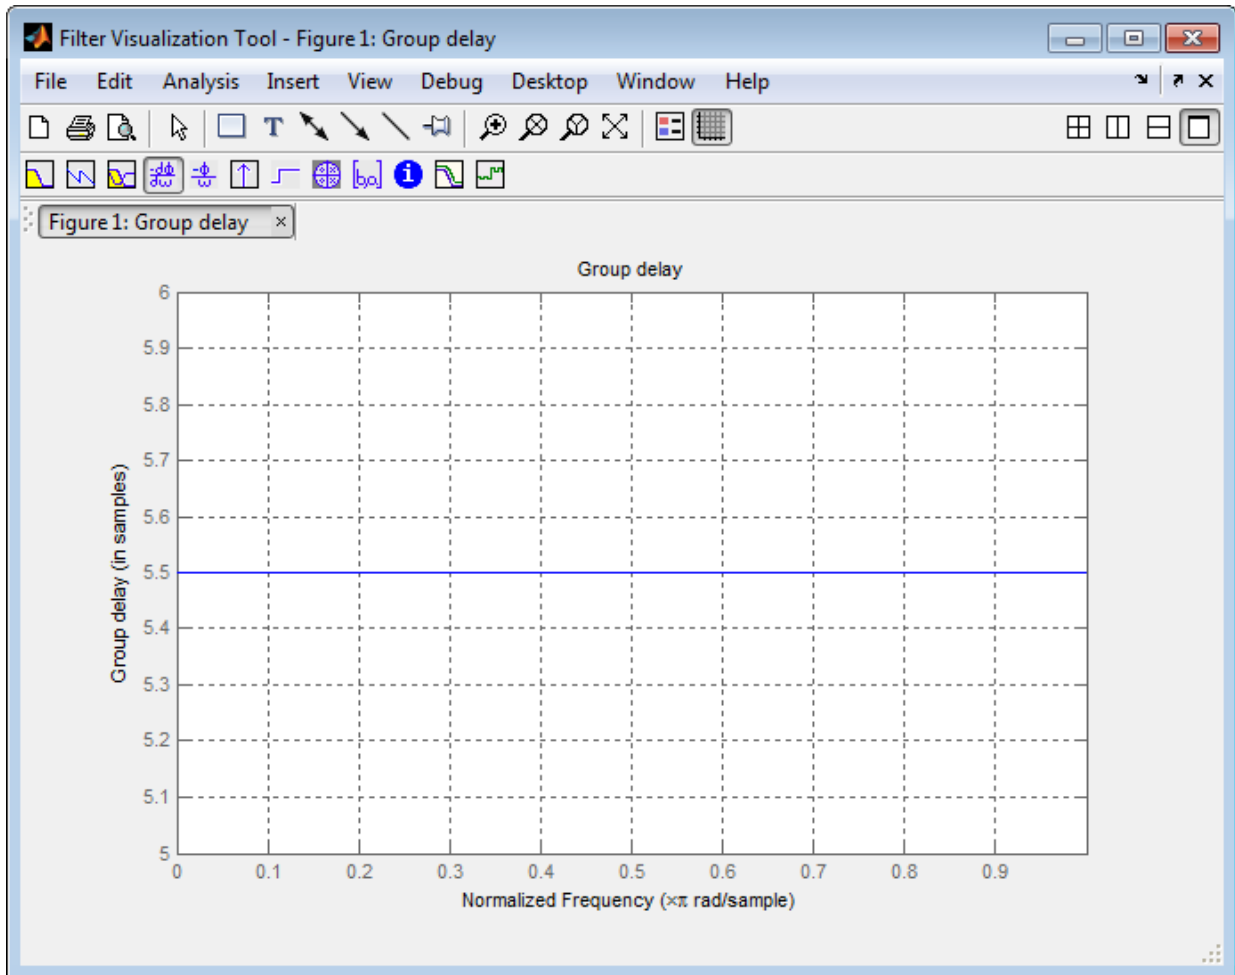 Filter Visualization Tool - Figure 1: Group delay
File Edit Analysis Insert View Debug Desktop Window Help
T
Figure 1: Group delay
Group delay
6
5.9
5.8
5.7
5.6
5.5
5.4
5.3
5.2
5.1
5
Group delay (in samples)
0 0.1 0.2 0.3 0.4 0.5 0.6 0.7 0.8 0.9
Normalized Frequency (×π rad/sample)